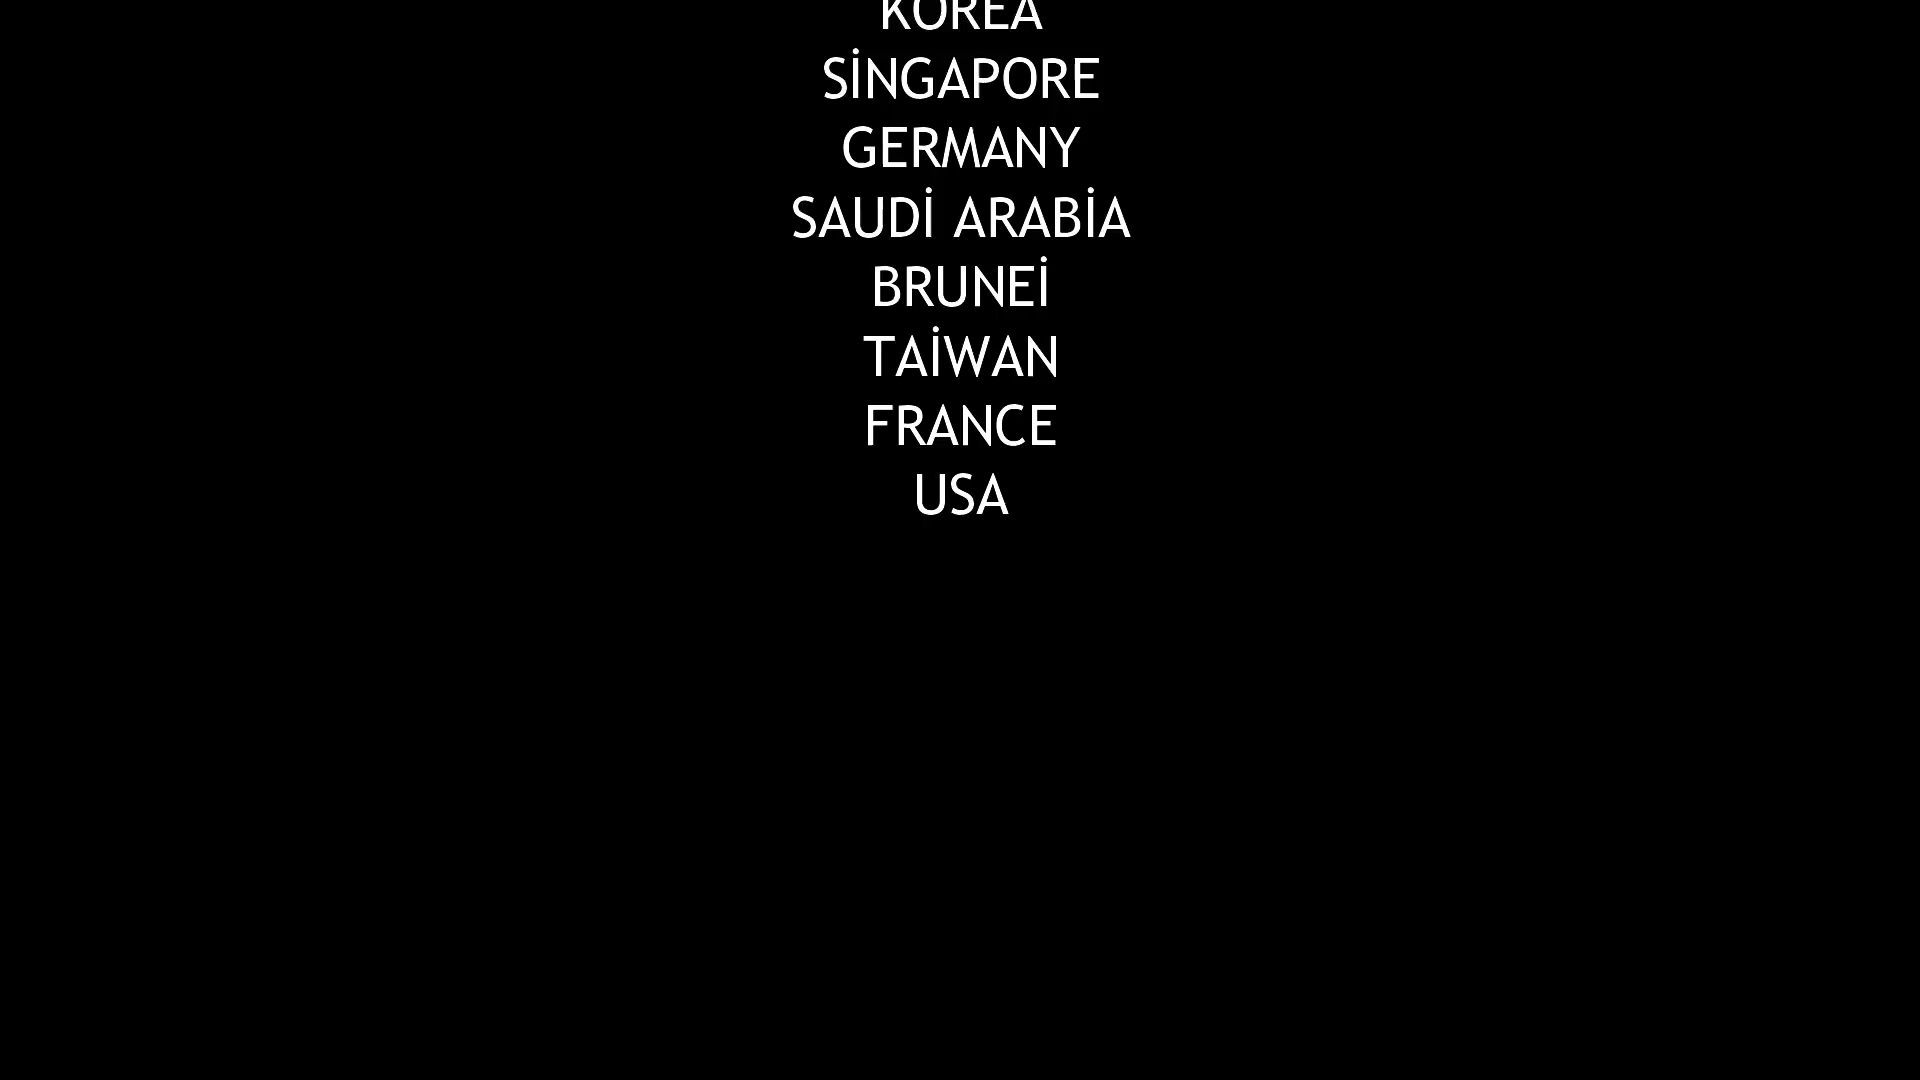 KOREA
SİNGAPORE
GERMANY
SAUDİ ARABİA
BRUNEİ
TAİWAN
FRANCE
USA